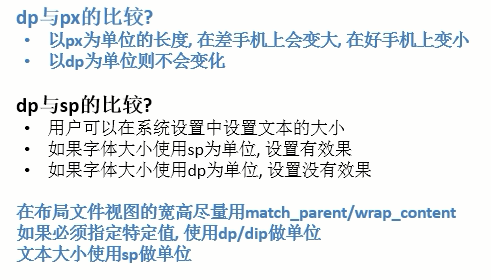 dp与px的比较?
• 以px为单位的长度, 在差手机上会变大, 在好手机上变小
• 以dp为单位则不会变化
dp与sp的比较?
• 用户可以在系统设置中设置文本的大小
• 如果字体大小使用sp为单位, 设置有效果
• 如果字体大小使用dp为单位, 设置没有效果
在布局文件视图的宽高尽量用match_parent/wrap_content
如果必须指定特定值, 使用dp/dip做单位
文本大小使用sp做单位